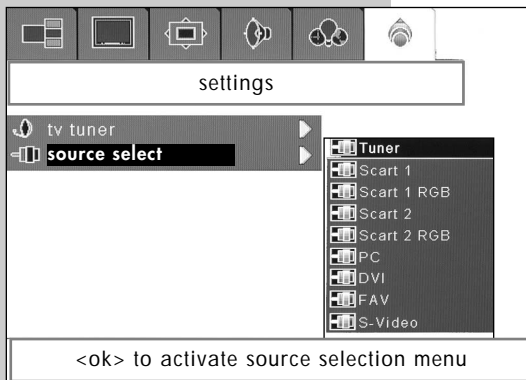 settings
tv tuner
source select
Tuner
Scart 1
Scart 1 RGB
Scart 2
Scart 2 RGB
PC
DVI
FAV
S-Video
<ok> to activate source selection menu